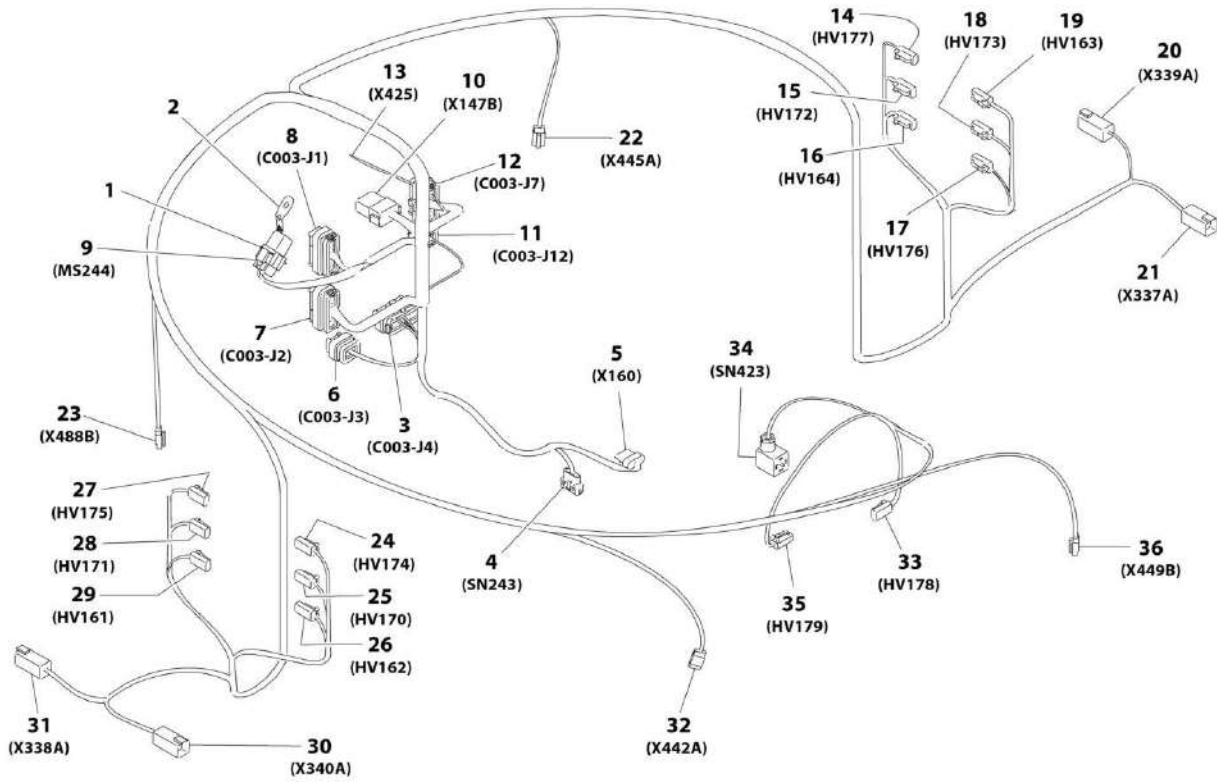 14
(HV177)
18
(HV173)
19
(HV163)
20
(X339A)
13
(X425)
10
(X147B)
2
8
(C003-J1)
15
(HV172)
22
(X445A)
12
(C003-J7)
16
(HV164)
1
17
(HV176)
9
(MS244)
11
(C003-J12)
21
(X337A)
7
(C003-J2)
5
(X160)
34
(SN423)
6
(C003-J3)
3
(C003-J4)
23
(X488B)
27
(HV175)
28
(HV171)
24
(HV174)
4
(SN243)
33
(HV178)
36
(X449B)
29
(HV161)
25
(HV170)
35
(HV179)
26
(HV162)
31
(X338A)
30
(X340A)
32
(X442A)